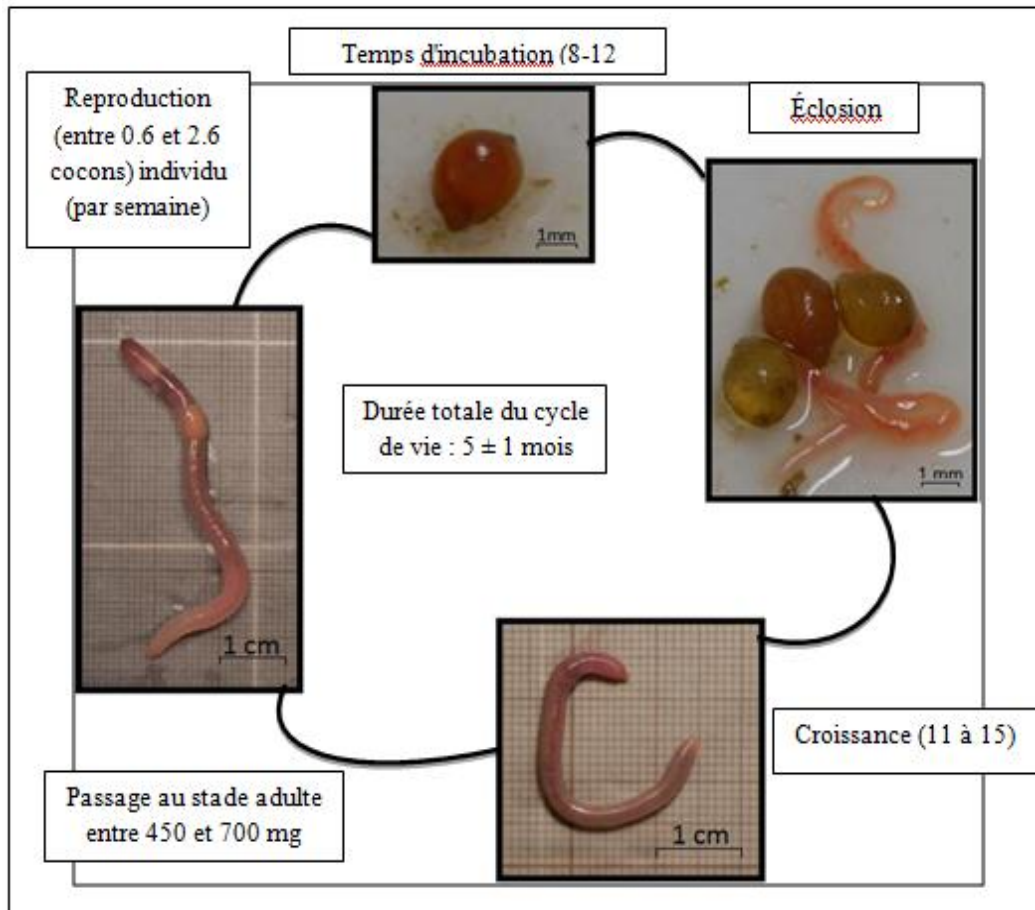 Temps d'incubation (8-12
Reproduction
(entre 0.6 et 2.6
cocons) individu
(par semaine)
Éclosion
1mm
1 mm
Durée totale du cycle
de vie : 5 ± 1 mois
1 cm
1 cm
Croissance (11 à 15)
Passage au stade adulte
entre 450 et 700 mg